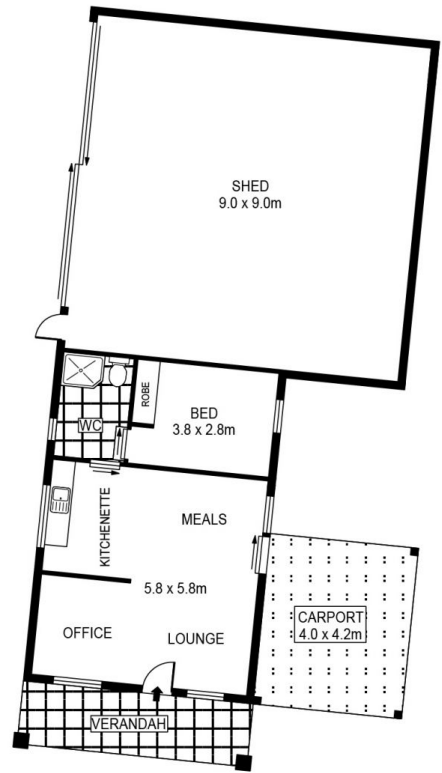 SHED
9.0 x 9.0m
ROBE
BED
3.8 x 2.8m
WC
KITCHENETTE
MEALS
5.8 x 5.8m
OFFICE
LOUNGE
CARPORT
4.0 x 4.2m
VERANDAH